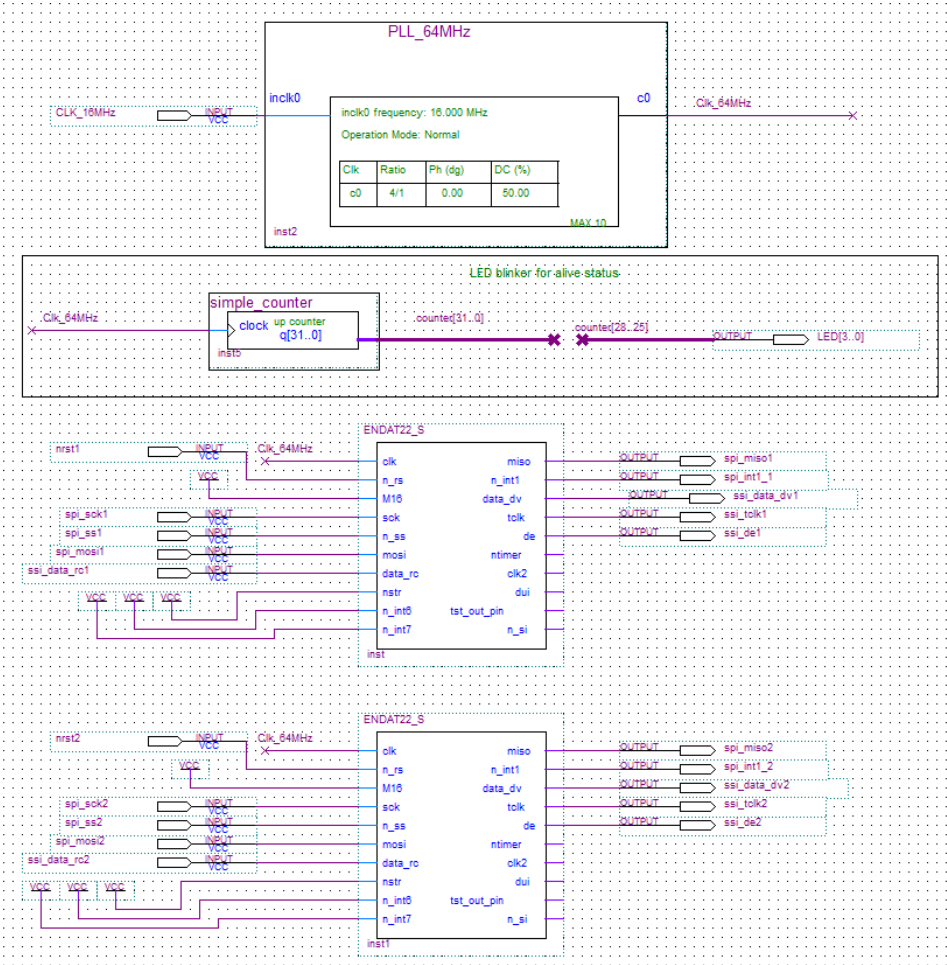 PLL_64MHz
CLK_16MHz INPUT VCC inclk0 c0 Clk_64MHz
inclk0 frequency: 16.000 MHz
Operation Mode: Normal
Clk Ratio Ph (dg) DC (%)
c0 4/1 0.00 50.00
MAX 10
inst2
LED blinker for alive status
simple_counter
Clk_64MHz clock up counter counter[31..0] counter[28..25] OUTPUT LED[3..0]
q[31..0]
inst5
ENDAT22_S
nrst1 INPUT VCC Clk_64MHz
clk miso OUTPUT spi_miso1
VCC n_rs n_int1 OUTPUT spi_int1_1
M16 data_dv OUTPUT ssi_data_dv1
spi_sck1 INPUT VCC sck tclk OUTPUT ssi_tclk1
spi_ss1 INPUT VCC n_ss de OUTPUT ssi_de1
spi_mosi1 INPUT VCC mosi ntimer
ssi_data_rc1 INPUT VCC data_rc clk2
VCC VCC VCC nstr dui
n_int6 tst_out_pin
n_int7 n_si
inst
ENDAT22_S
nrst2 INPUT VCC Clk_64MHz
clk miso OUTPUT spi_miso2
VCC n_rs n_int1 OUTPUT spi_int1_2
M16 data_dv OUTPUT ssi_data_dv2
spi_sck2 INPUT VCC sck tclk OUTPUT ssi_tclk2
spi_ss2 INPUT VCC n_ss de OUTPUT ssi_de2
spi_mosi2 INPUT VCC mosi ntimer
ssi_data_rc2 INPUT VCC data_rc clk2
VCC VCC VCC nstr dui
n_int6 tst_out_pin
n_int7 n_si
inst1